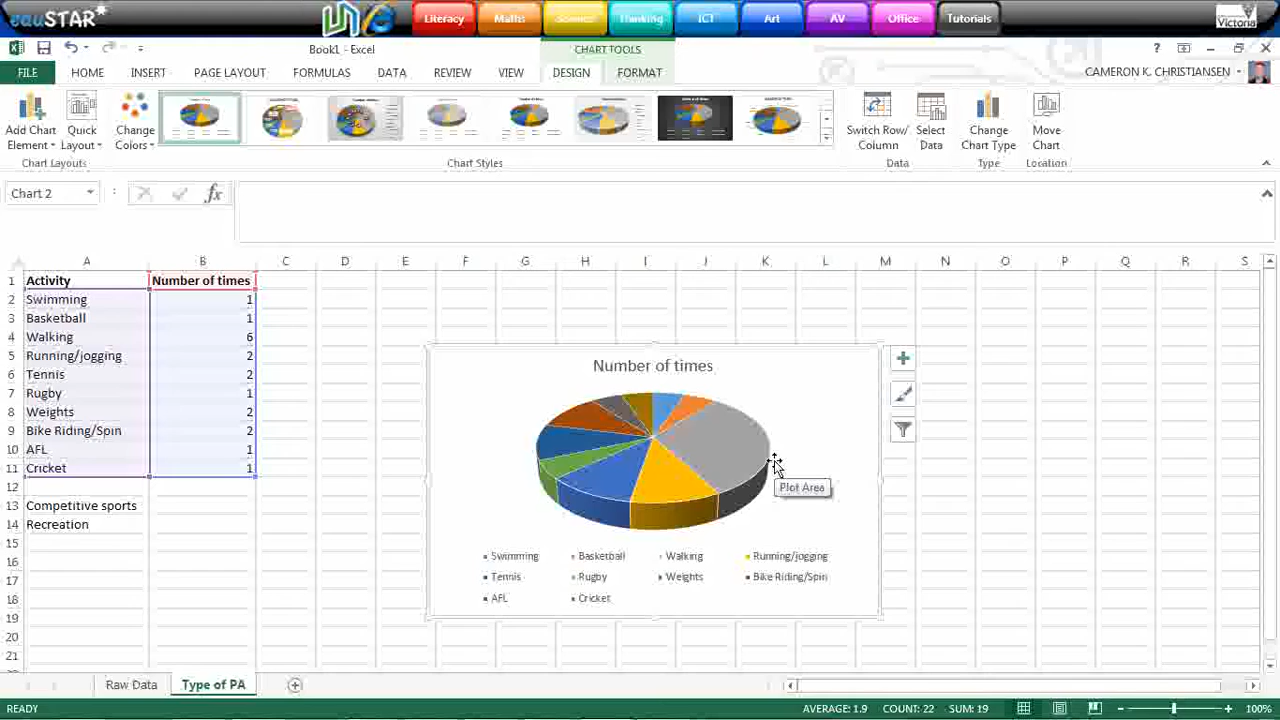 eduSTAR*
Literacy Maths Science Thinking ICT Art AV Office Tutorials
Victoria
Book1 - Excel
CHART TOOLS
?
FILE HOME INSERT PAGE LAYOUT FORMULAS DATA REVIEW VIEW DESIGN FORMAT
CAMERON K. CHRISTIANSEN
Add Chart Element Quick Layout Change Colors
Switch Row/ Column Select Data Change Chart Type Move Chart
Chart Layouts Chart Styles Data Type Location
Chart 2 fx
A B C D E F G H I J K L M N O P Q R S
1 Activity Number of times
2 Swimming 1
3 Basketball 1
4 Walking 6
5 Running/jogging 2
6 Tennis 2
7 Rugby 1
8 Weights 2
9 Bike Riding/Spin 2
10 AFL 1
11 Cricket 1
12
13 Competitive sports
14 Recreation
15
16
17
18
19
20
21
Number of times
Plot Area
Swimming Basketball Walking Running/jogging
Tennis Rugby Weights Bike Riding/Spin
AFL Cricket
Raw Data Type of PA
READY AVERAGE: 1.9 COUNT: 22 SUM: 19 100%